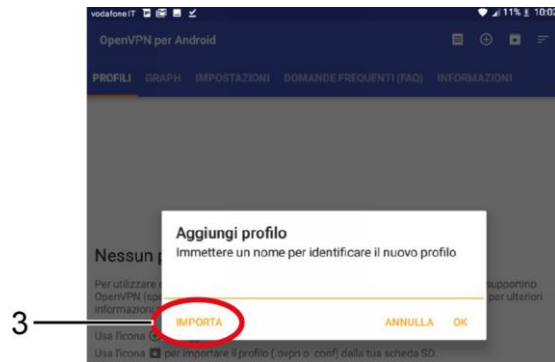 vodafone IT 11% 10:02
OpenVPN per Android
PROFILI GRAPH IMPOSTAZIONI DOMANDE FREQUENTI (FAQ) INFORMAZIONI
Aggiungi profilo
Immettere un nome per identificare il nuovo profilo
Nessun p
Per utilizzare supportino
OpenVPN (spe per ulteriori
informazioni
3
IMPORTA ANNULLA OK
Usa l'icona
Usa l'icona per importare il profilo (.ovpn o .conf) dalla tua scheda SD.